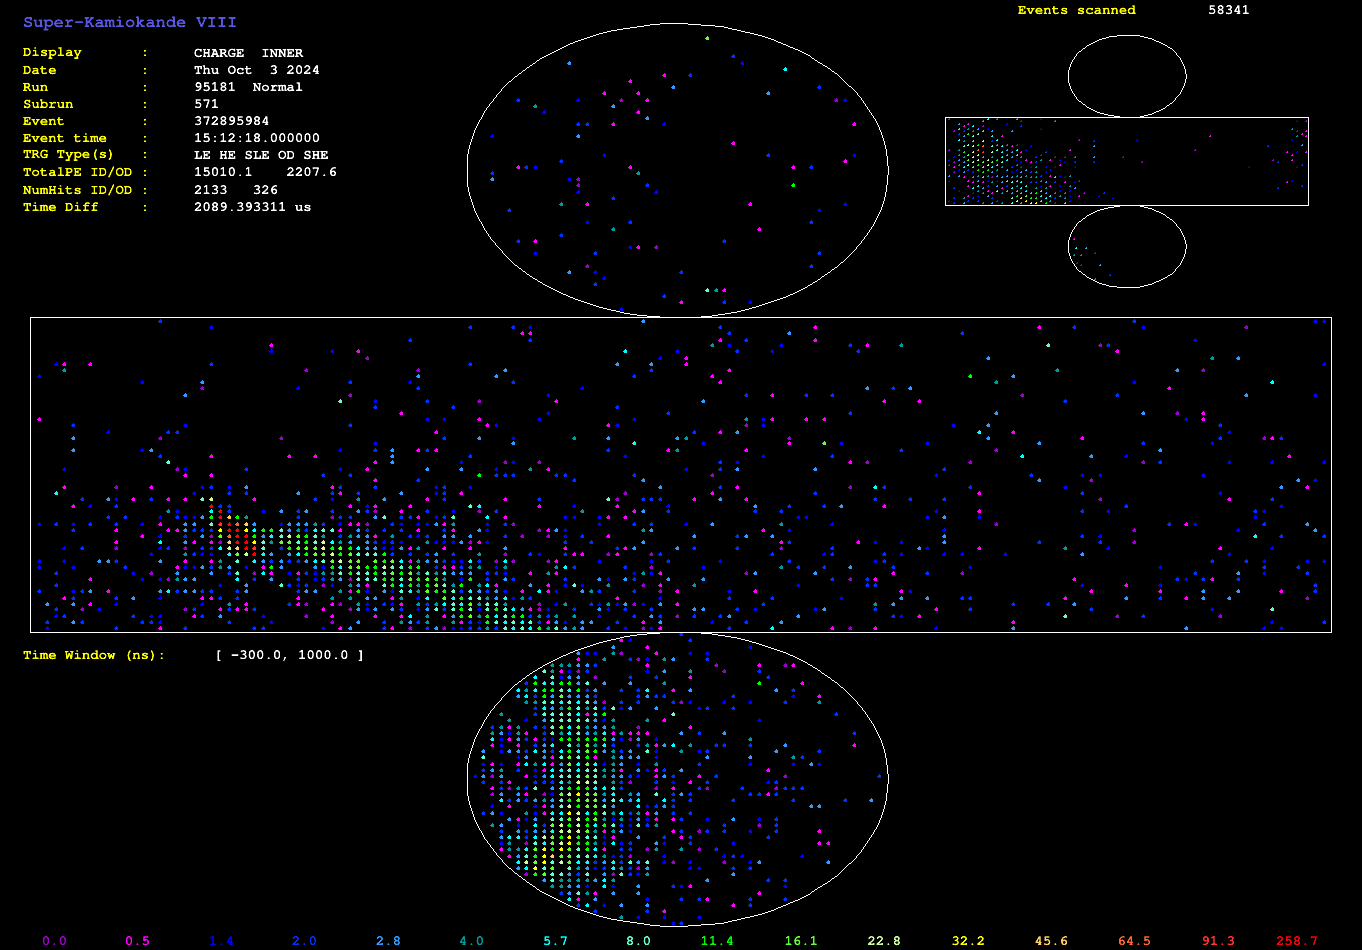 Super-Kamiokande VIII
Events scanned 58341
Display : CHARGE INNER
Date : Thu Oct 3 2024
Run : 95181 Normal
Subrun : 571
Event : 372895984
Event time : 15:12:18.000000
TRG Type(s) : LE HE SLE OD SHE
TotalPE ID/OD : 15010.1 2207.6
NumHits ID/OD : 2133 326
Time Diff : 2089.393311 us
Time Window (ns): [ -300.0, 1000.0 ]
0.0 0.5 1.4 2.0 2.8 4.0 5.7 8.0 11.4 16.1 22.8 32.2 45.6 64.5 91.3 258.7